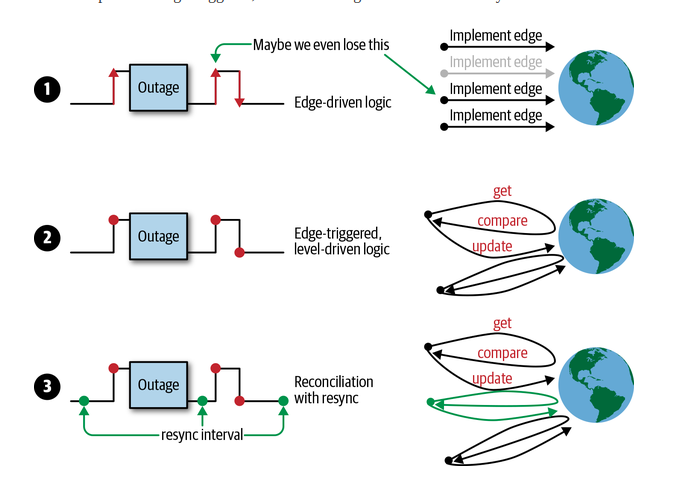 1
Outage
Maybe we even lose this
Edge-driven logic
Implement edge
Implement edge
Implement edge
Implement edge
2
Outage
Edge-triggered,
level-driven logic
get
compare
update
3
Outage
resync interval
Reconciliation
with resync
get
compare
update